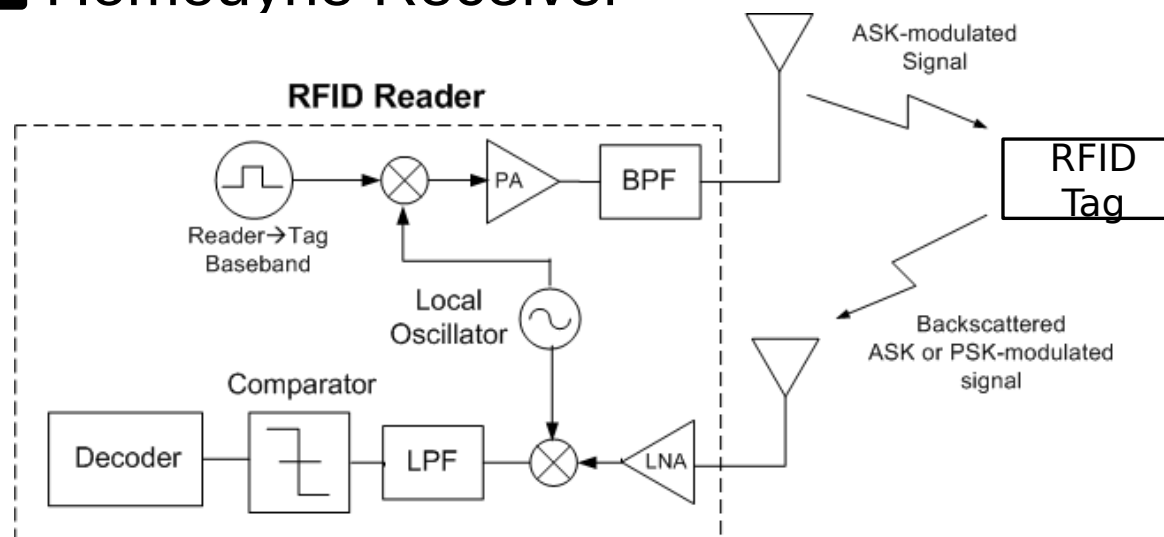 Homodyne Receiver
ASK-modulated
Signal
RFID Reader
RFID
Tag
PA
BPF
Reader→Tag
Baseband
Local
Oscillator
Backscattered
ASK or PSK-modulated
signal
Comparator
Decoder
LPF
LNA